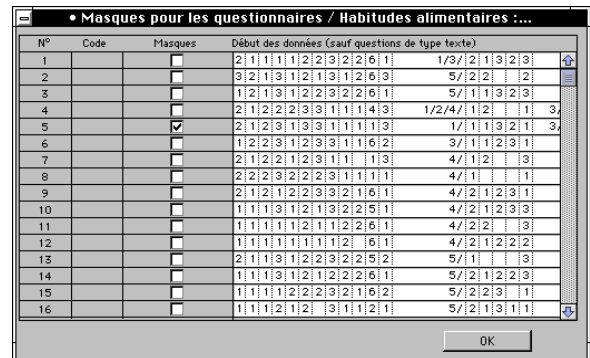 • Masques pour les questionnaires / Habitudes alimentaires :...
N° Code Masques Début des données (sauf questions de type texte)
1 2 1 1 1 1 2 2 3 2 2 6 1 1/3/ 2 1 3 2 3
2 3 2 1 3 1 2 1 3 1 2 6 3 5/ 2 2 2
3 1 2 1 3 1 2 3 2 2 2 6 1 5/ 1 1 3 2 3
4 2 1 2 2 2 3 3 1 1 1 4 3 1/2/4/ 1 2 1 3/
5 2 1 2 3 1 3 3 1 1 1 1 3 1/ 1 1 3 2 1 3/
6 1 2 2 3 1 2 3 3 1 1 6 2 3/ 1 1 2 3 1
7 2 1 2 2 1 2 3 1 1 1 3 4/ 1 2 3
8 2 2 2 3 2 2 2 3 1 1 1 1 4/ 1 1
9 2 1 2 1 2 2 3 3 2 1 6 1 4/ 2 1 2 3 1
10 1 1 1 3 1 2 1 3 2 2 5 1 4/ 2 1 2 3 3
11 1 1 1 1 1 2 1 1 2 2 6 1 4/ 2 2 3
12 1 1 1 1 1 1 1 2 6 1 4/ 2 1 2 2 2
13 2 1 1 3 1 2 3 2 2 2 5 2 5/ 1 3
14 1 1 1 3 1 2 1 2 2 2 6 1 5/ 2 1 2 2 3
15 1 1 1 1 2 2 2 3 2 1 6 2 5/ 2 2 3 1
16 1 1 1 2 1 2 3 1 1 2 1 5/ 2 1 3 1 1
OK